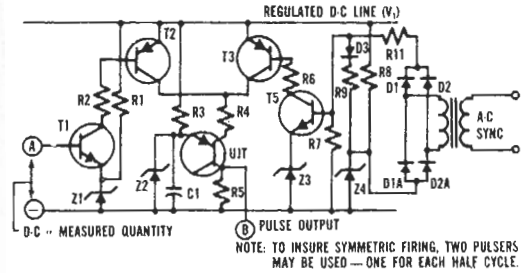 REGULATED D-C LINE (V₁)
T2
T3
D3
R11
R6
R8
D1
D2
R2
R1
T5
R9
A-C
SYNC
T1
R3
R4
A
UJT
R7
Z1
Z2
C1
R5
Z3
Z4
D1A
D2A
D-C = MEASURED QUANTITY
B
PULSE OUTPUT
NOTE: TO INSURE SYMMETRIC FIRING, TWO PULSERS
MAY BE USED — ONE FOR EACH HALF CYCLE.